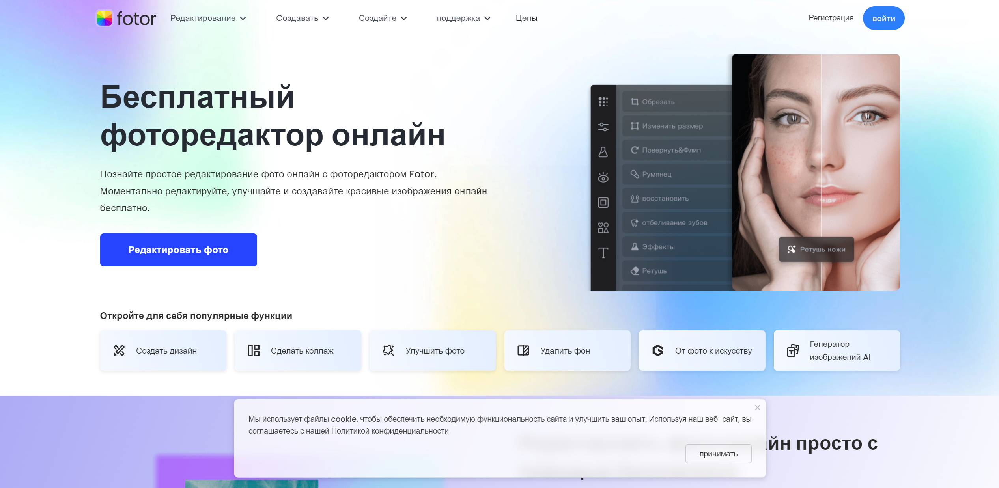 fotor
Редактирование
Создавать
Создайте
поддержка
Цены
Регистрация
войти
Бесплатный
фоторедактор онлайн
Познайте простое редактирование фото онлайн с фоторедактором Fotor.
Моментально редактируйте, улучшайте и создавайте красивые изображения онлайн
бесплатно.
Редактировать фото
Обрезать
Изменить размер
Повернуть&Флип
Румянец
восстановить
отбеливание зубов
Эффекты
Ретушь
Ретушь кожи
Откройте для себя популярные функции
Создать дизайн
Сделать коллаж
Улучшить фото
Удалить фон
От фото к искусству
Генератор
изображений AI
Мы использует файлы cookie, чтобы обеспечить необходимую функциональность сайта и улучшить ваш опыт. Используя наш веб-сайт, вы
соглашаетесь с нашей Политикой конфиденциальности
принимать
просто с